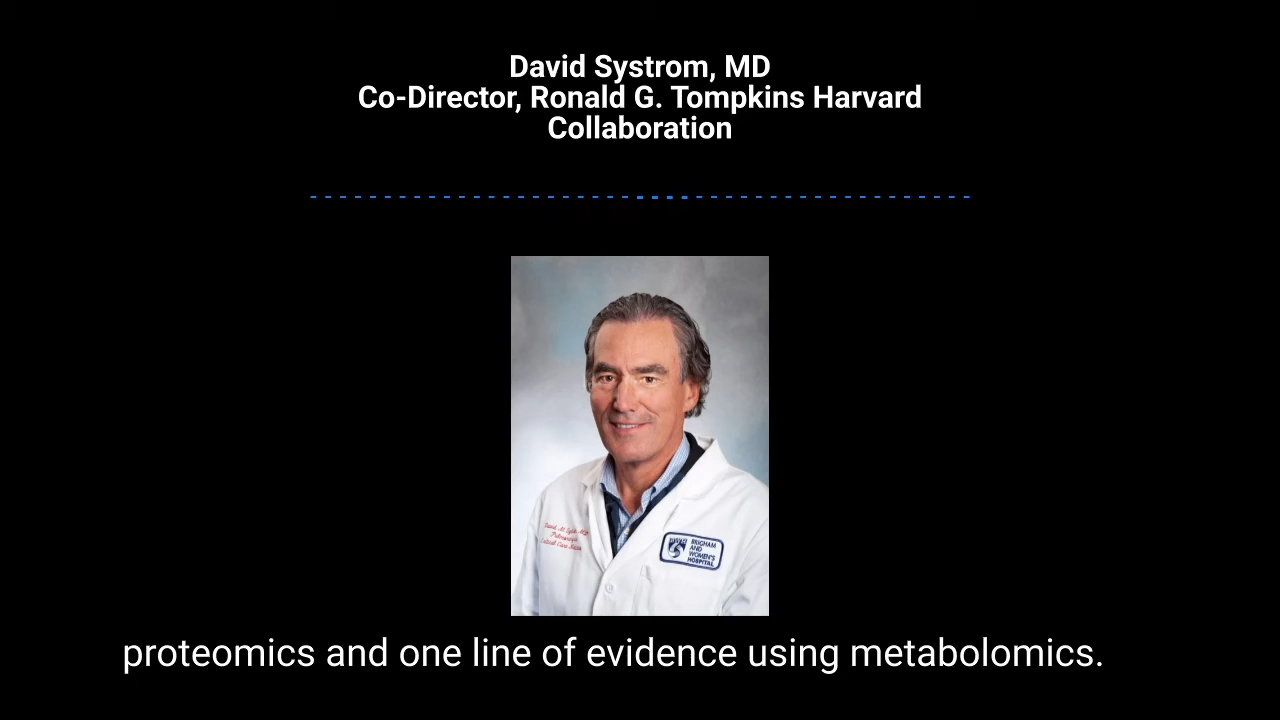 David Systrom, MD
Co-Director, Ronald G. Tompkins Harvard
Collaboration
BRIGHAM
AND
WOMEN'S
HOSPITAL
proteomics and one line of evidence using metabolomics.